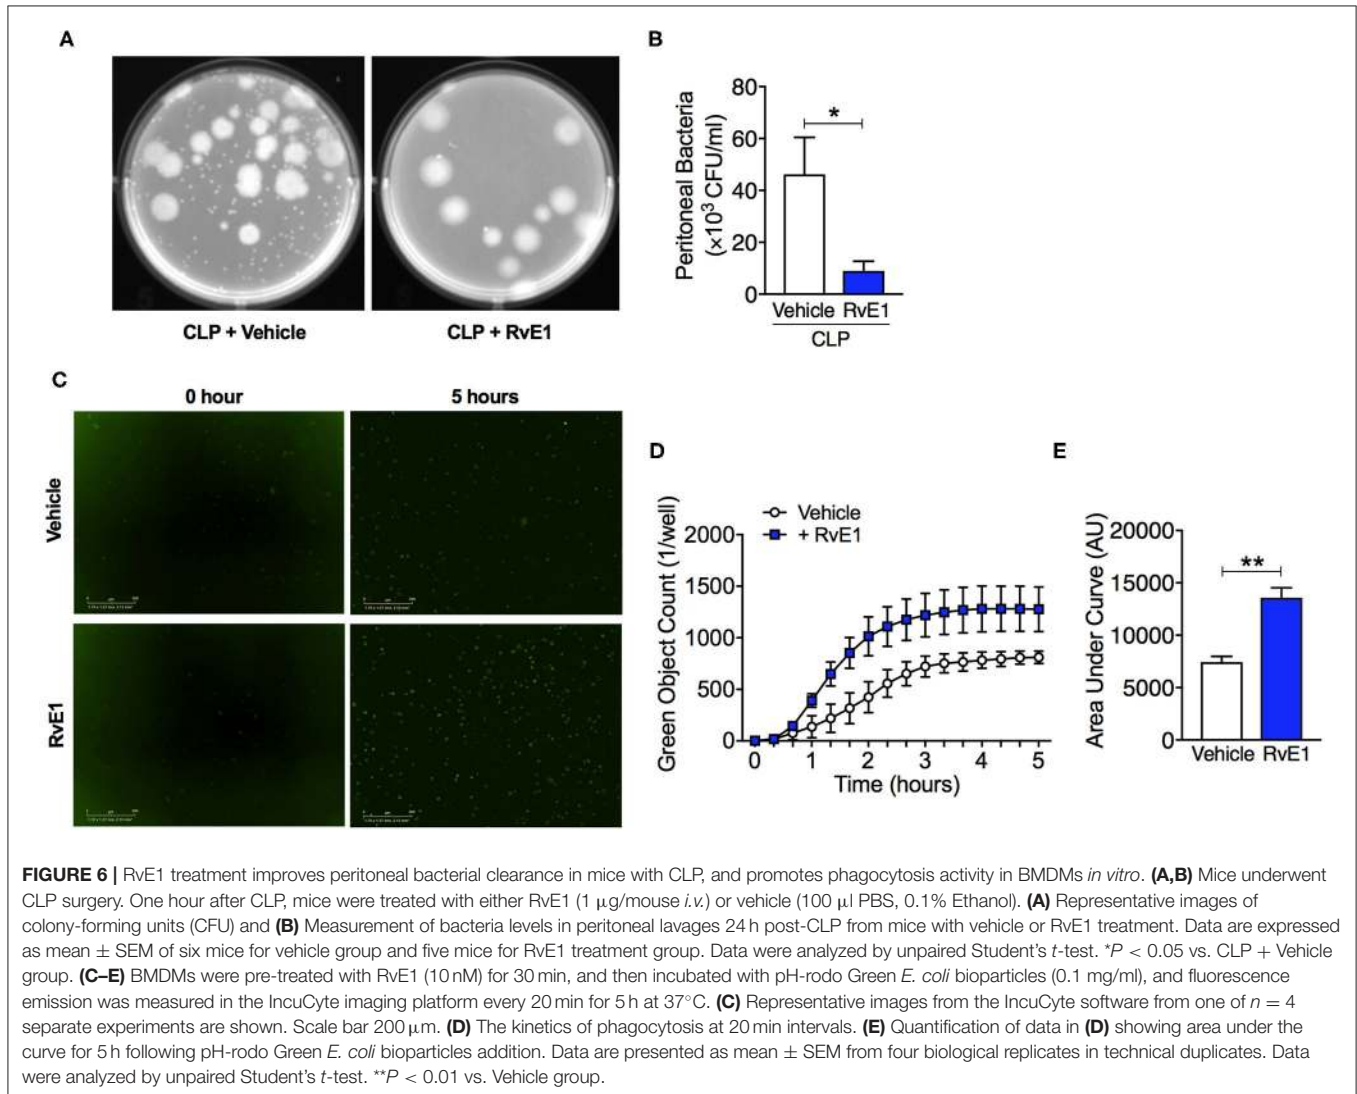 A
B
CLP + Vehicle
CLP + RvE1
Peritoneal Bacteria
(×10³ CFU/ml)
80
60
40
20
0
*
Vehicle RvE1
CLP
C
0 hour
5 hours
Vehicle
RvE1
D
Green Object Count (1/well)
Vehicle
+ RvE1
2000
1500
1000
500
0
0 1 2 3 4 5
Time (hours)
E
Area Under Curve (AU)
20000
15000
10000
5000
0
**
Vehicle RvE1
FIGURE 6 | RvE1 treatment improves peritoneal bacterial clearance in mice with CLP, and promotes phagocytosis activity in BMDMs in vitro. (A,B) Mice underwent
CLP surgery. One hour after CLP, mice were treated with either RvE1 (1 μg/mouse i.v.) or vehicle (100 μl PBS, 0.1% Ethanol). (A) Representative images of
colony-forming units (CFU) and (B) Measurement of bacteria levels in peritoneal lavages 24 h post-CLP from mice with vehicle or RvE1 treatment. Data are expressed
as mean ± SEM of six mice for vehicle group and five mice for RvE1 treatment group. Data were analyzed by unpaired Student's t-test. *P < 0.05 vs. CLP + Vehicle
group. (C–E) BMDMs were pre-treated with RvE1 (10 nM) for 30 min, and then incubated with pH-rodo Green E. coli bioparticles (0.1 mg/ml), and fluorescence
emission was measured in the IncuCyte imaging platform every 20 min for 5 h at 37°C. (C) Representative images from the IncuCyte software from one of n = 4
separate experiments are shown. Scale bar 200 μm. (D) The kinetics of phagocytosis at 20 min intervals. (E) Quantification of data in (D) showing area under the
curve for 5 h following pH-rodo Green E. coli bioparticles addition. Data are presented as mean ± SEM from four biological replicates in technical duplicates. Data
were analyzed by unpaired Student's t-test. **P < 0.01 vs. Vehicle group.